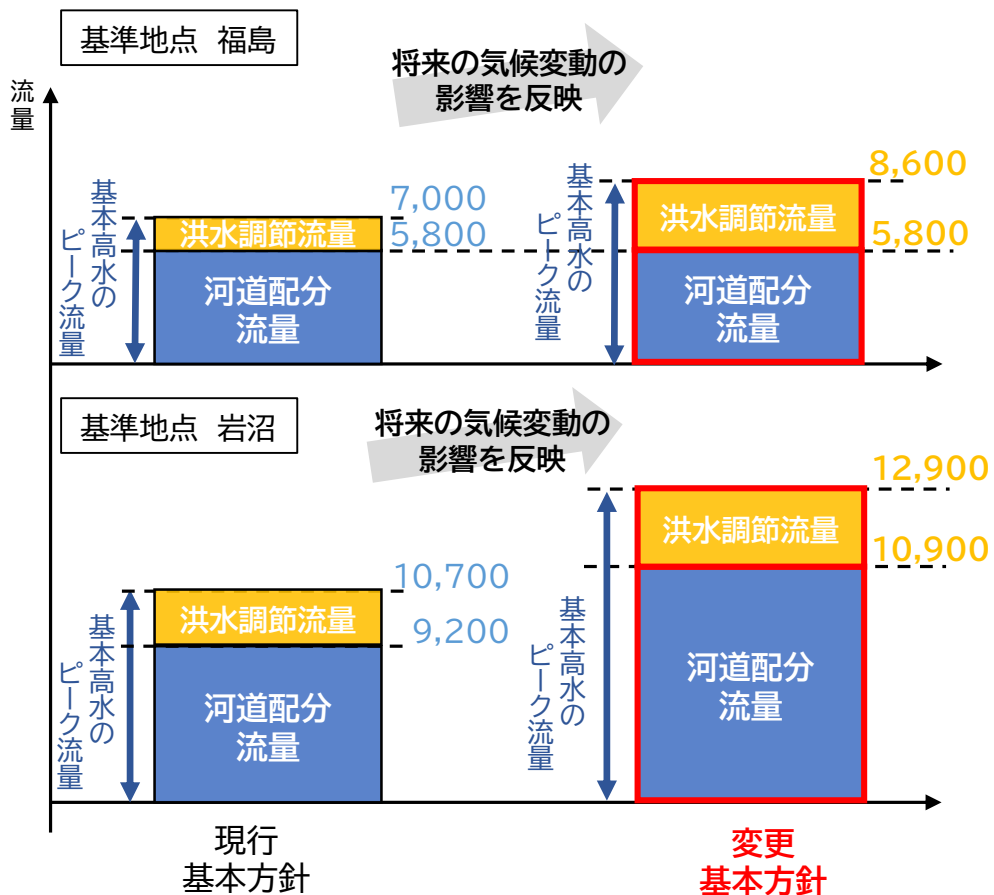 基準地点 福島
将来の気候変動の
影響を反映
流量
基本高水の
ピーク流量
7,000
5,800
洪水調節流量
河道配分
流量
基本高水の
ピーク流量
8,600
5,800
洪水調節流量
河道配分
流量
基準地点 岩沼
将来の気候変動の
影響を反映
基本高水の
ピーク流量
10,700
9,200
洪水調節流量
河道配分
流量
基本高水の
ピーク流量
12,900
10,900
洪水調節流量
河道配分
流量
現行
基本方針
変更
基本方針